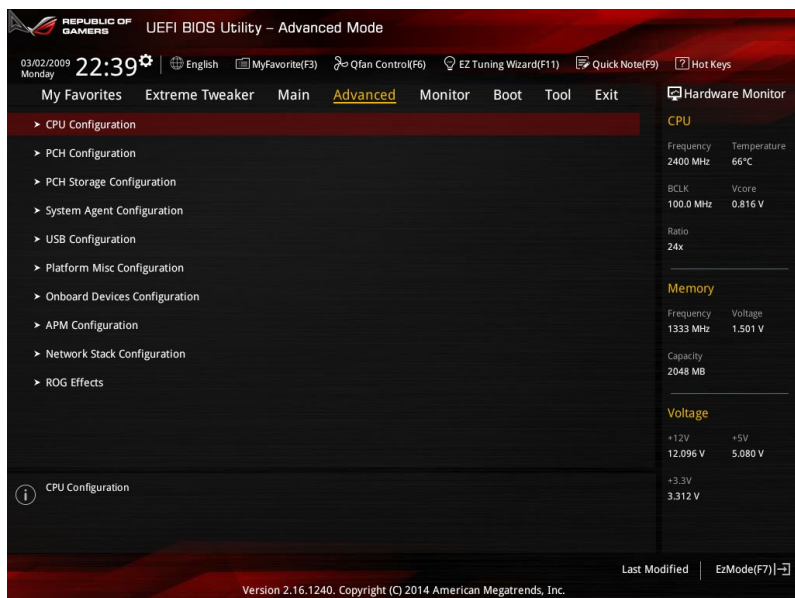 REPUBLIC OF
GAMERS
UEFI BIOS Utility – Advanced Mode
03/02/2009
Monday
22:39
English
MyFavorite(F3)
Qfan Control(F6)
EZ Tuning Wizard(F11)
Quick Note(F9)
? Hot Keys
My Favorites Extreme Tweaker Main Advanced Monitor Boot Tool Exit
CPU Configuration
PCH Configuration
PCH Storage Configuration
System Agent Configuration
USB Configuration
Platform Misc Configuration
Onboard Devices Configuration
APM Configuration
Network Stack Configuration
ROG Effects
CPU Configuration
Hardware Monitor
CPU
Frequency Temperature
2400 MHz 66°C
BCLK Vcore
100.0 MHz 0.816 V
Ratio
24x
Memory
Frequency Voltage
1333 MHz 1.501 V
Capacity
2048 MB
Voltage
+12V +5V
12.096 V 5.080 V
+3.3V
3.312 V
Last Modified
EzMode(F7)
Version 2.16.1240. Copyright (C) 2014 American Megatrends, Inc.